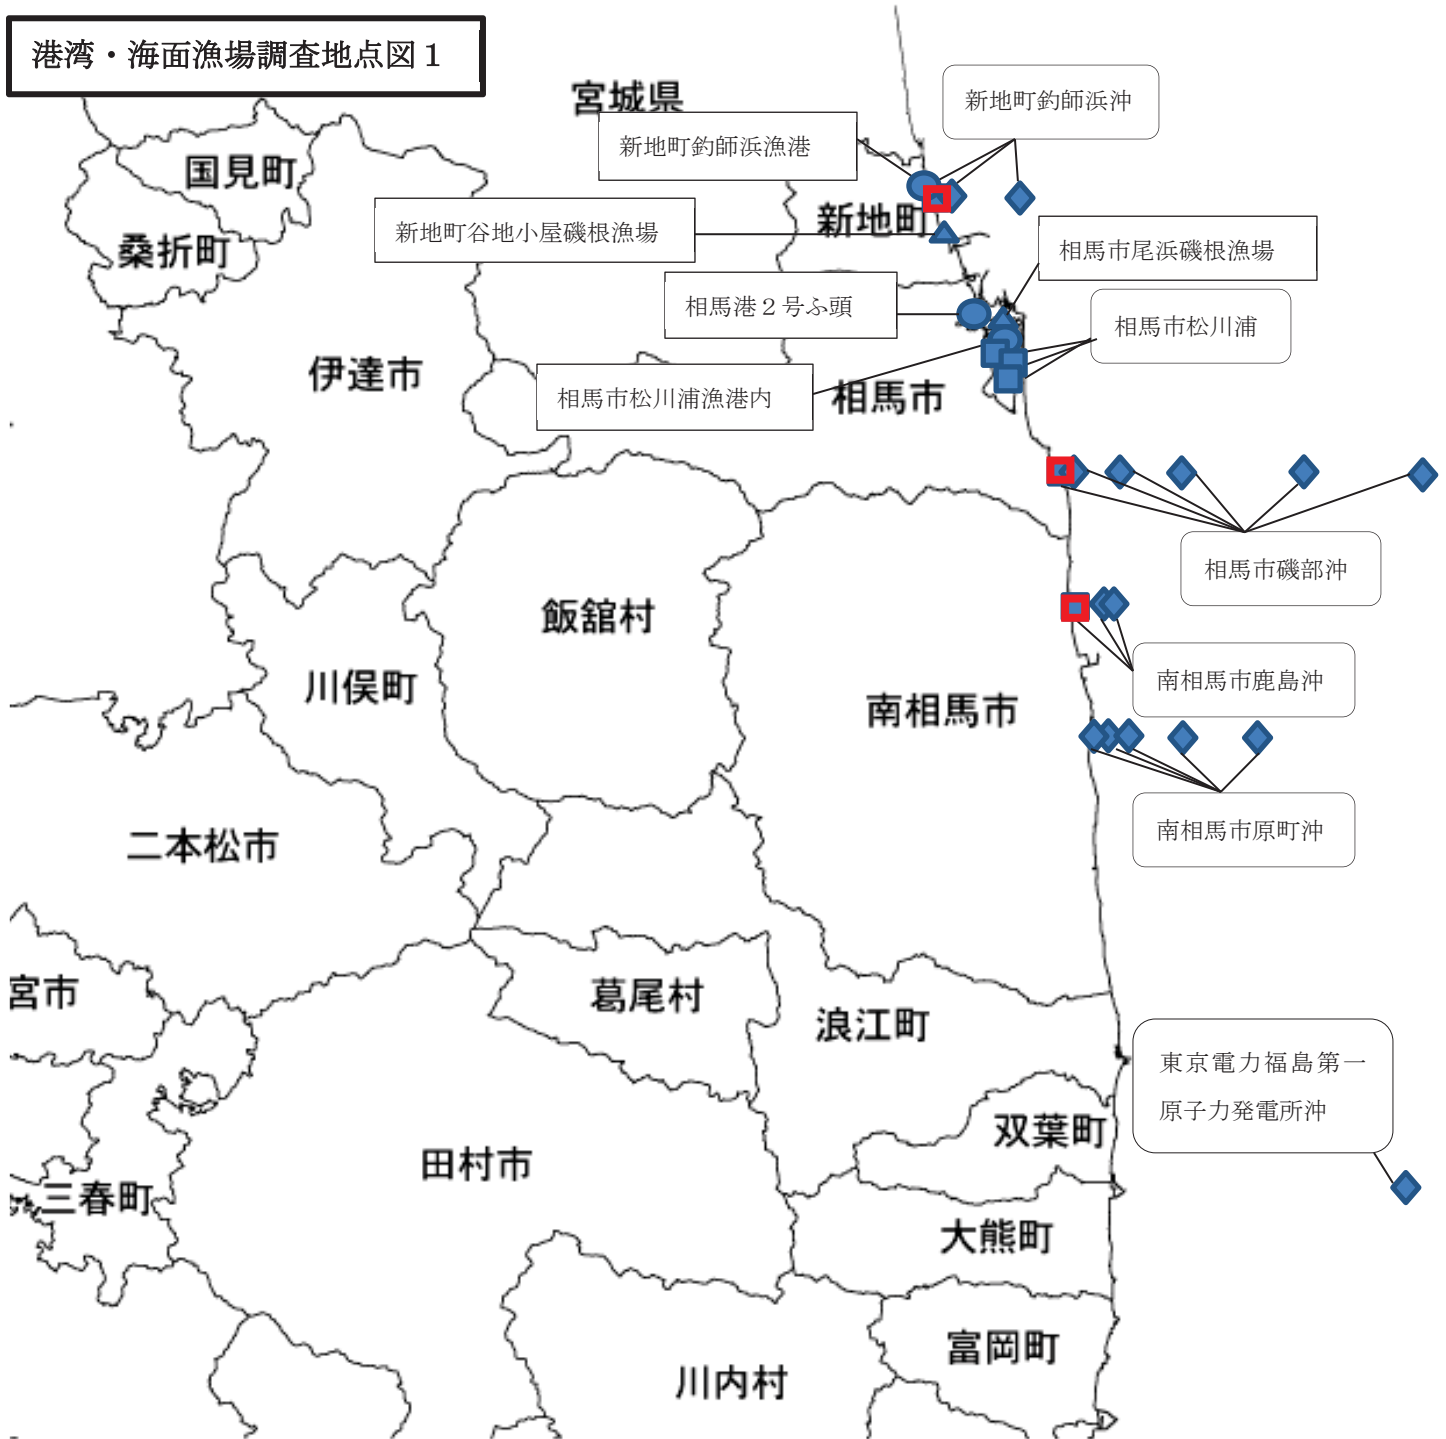 港湾・海面漁場調査地点図１
宮城県
新地町釣師浜沖
新地町釣師浜漁港
国見町
新地町谷地小屋磯根漁場
新地町
桑折町
相馬市尾浜磯根漁場
相馬港２号ふ頭
相馬市松川浦
伊達市
相馬市松川浦漁港内
相馬市
相馬市磯部沖
飯舘村
川俣町
南相馬市鹿島沖
南相馬市
南相馬市原町沖
二本松市
宮市
葛尾村
浪江町
東京電力福島第一
原子力発電所沖
双葉町
田村市
三春町
大熊町
富岡町
川内村